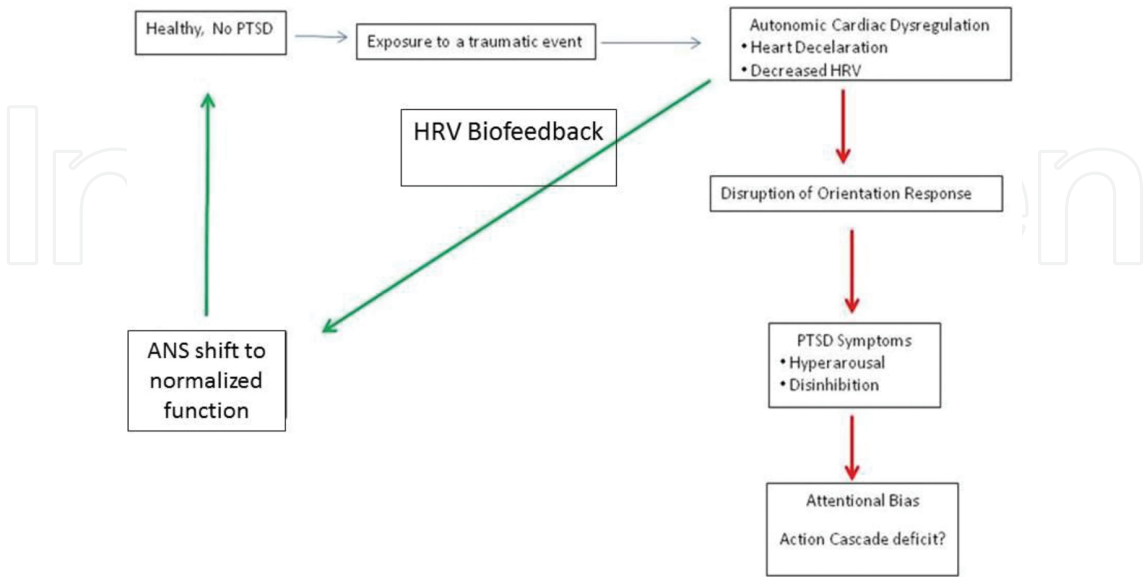 Healthy, No PTSD
Exposure to a traumatic event
Autonomic Cardiac Dysregulation
• Heart Decelaration
• Decreased HRV
HRV Biofeedback
Disruption of Orientation Response
ANS shift to
normalized
function
PTSD Symptoms
• Hyperarousal
• Disinhibition
Attentional Bias
Action Cascade deficit?